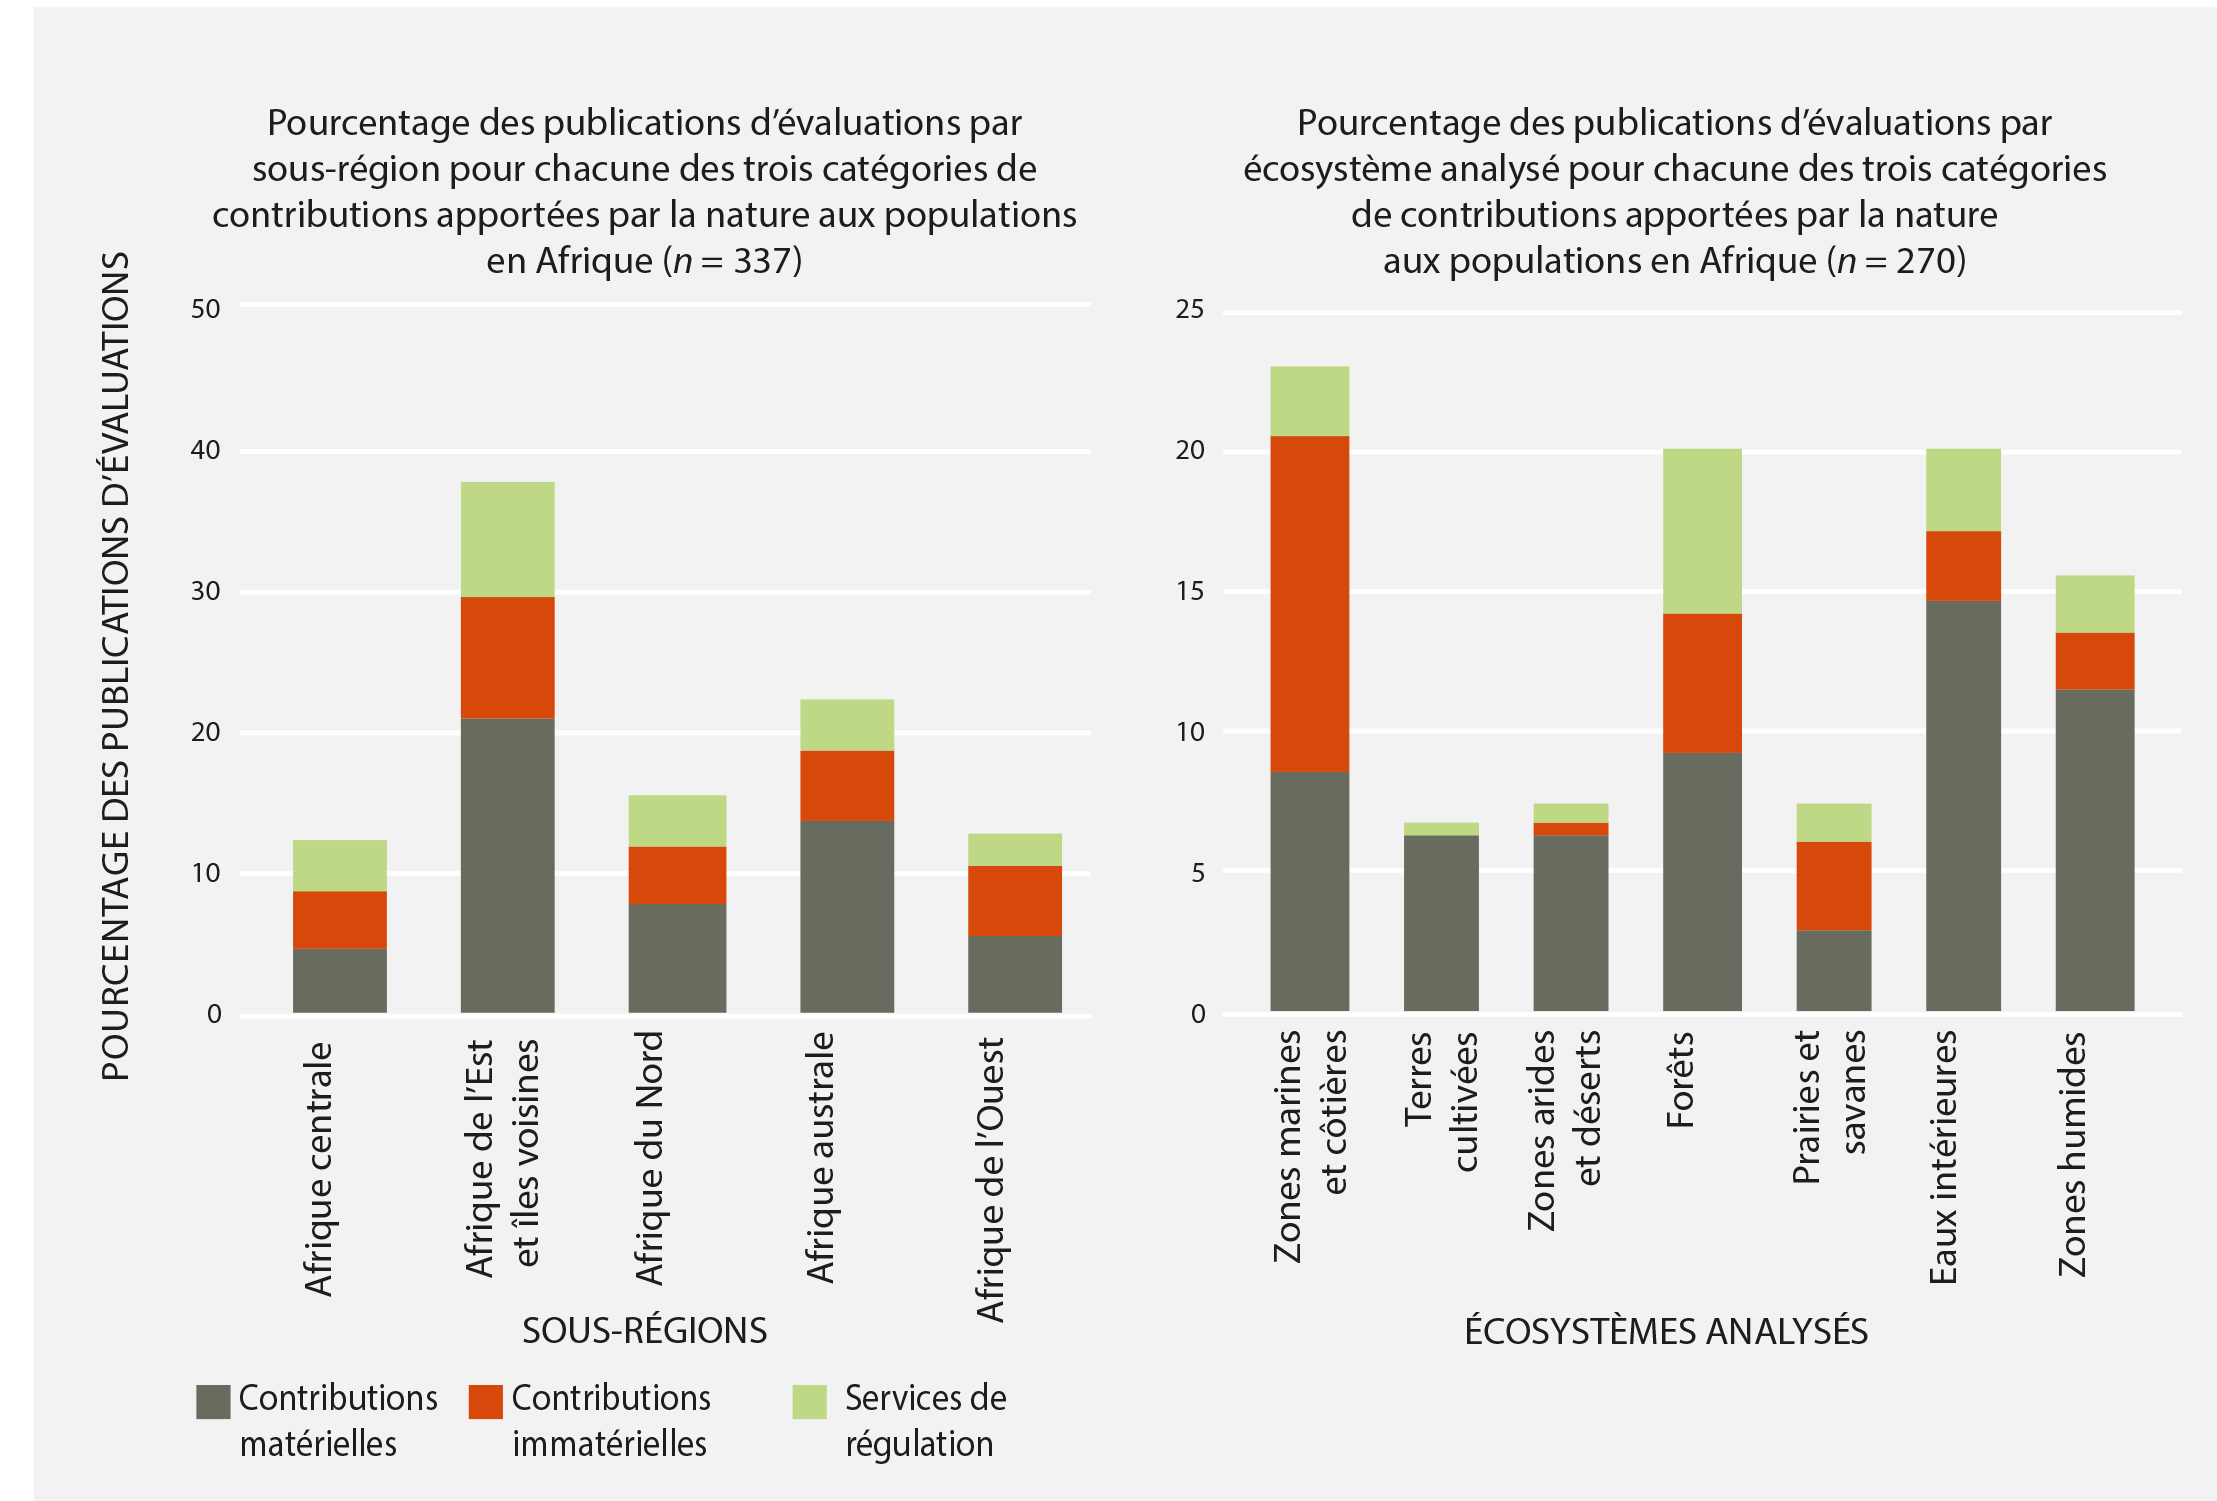 Pourcentage des publications d’évaluations par
sous-région pour chacune des trois catégories de
contributions apportées par la nature aux populations
en Afrique (n = 337)
POURCENTAGE DES PUBLICATIONS D’ÉVALUATIONS
50
40
30
20
10
0
Afrique centrale
Afrique de l’Est
et îles voisines
Afrique du Nord
Afrique australe
Afrique de l’Ouest
SOUS-RÉGIONS
Pourcentage des publications d’évaluations par
écosystème analysé pour chacune des trois catégories
de contributions apportées par la nature
aux populations en Afrique (n = 270)
25
20
15
10
5
0
Zones marines
et côtières
Terres
cultivées
Zones arides
et déserts
Forêts
Prairies et
savanes
Eaux intérieures
Zones humides
ÉCOSYSTÈMES ANALYSÉS
Contributions
matérielles
Contributions
immatérielles
Services de
régulation